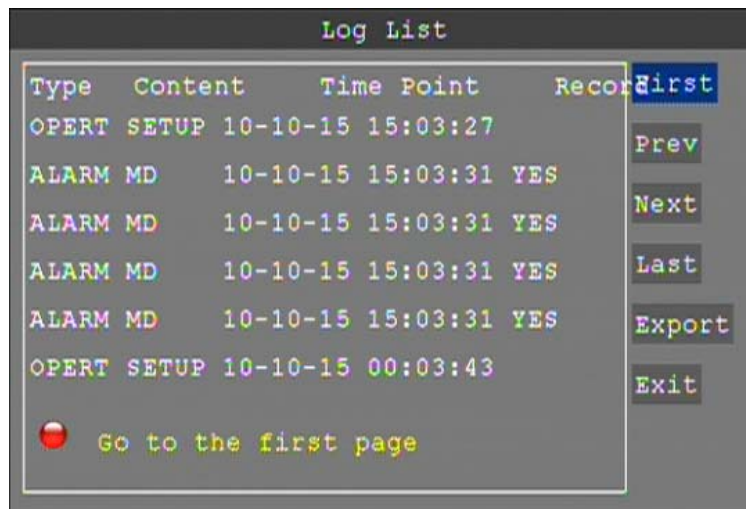 Log List
Type Content Time Point Record
OPERT SETUP 10-10-15 15:03:27
ALARM MD 10-10-15 15:03:31 YES
ALARM MD 10-10-15 15:03:31 YES
ALARM MD 10-10-15 15:03:31 YES
ALARM MD 10-10-15 15:03:31 YES
OPERT SETUP 10-10-15 00:03:43
Go to the first page
First
Prev
Next
Last
Export
Exit